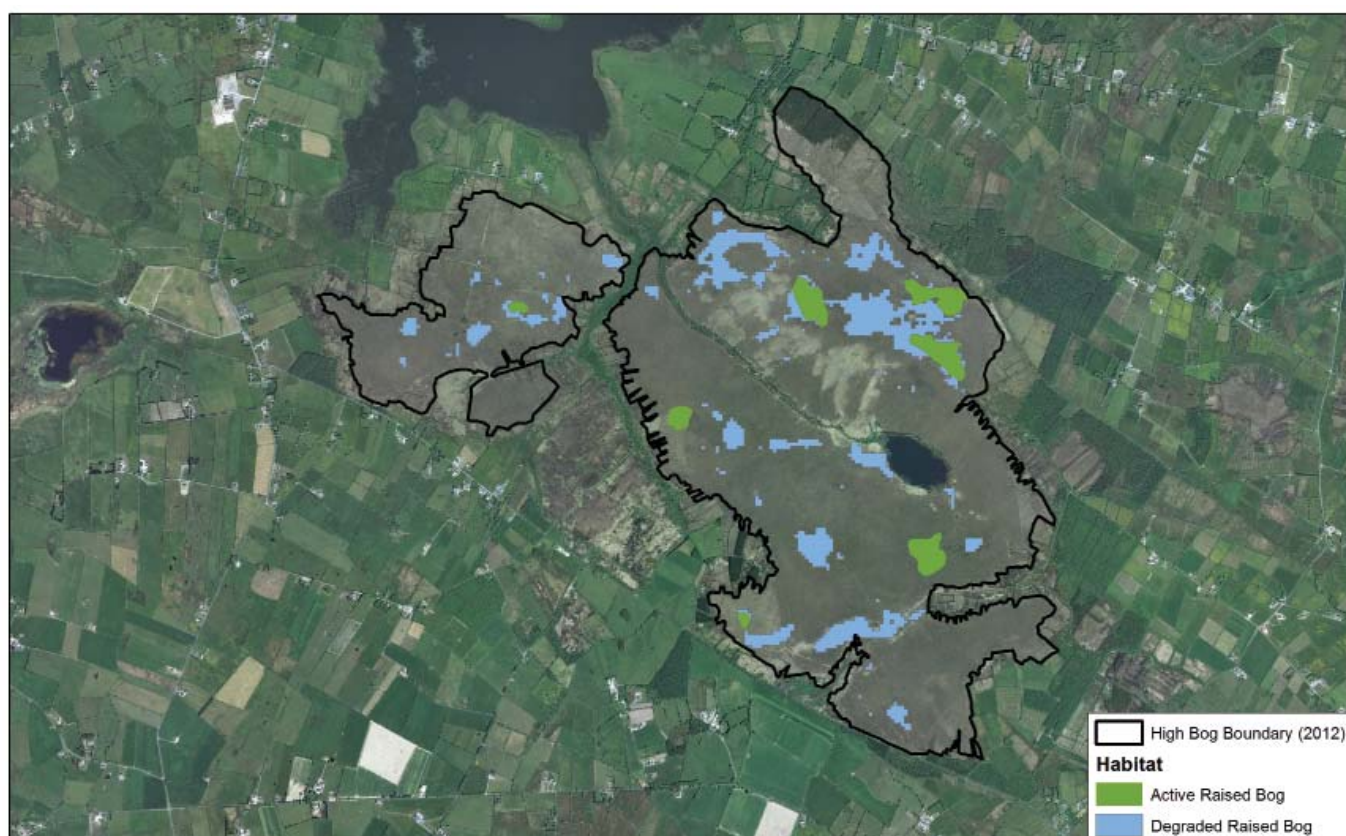 High Bog Boundary (2012)
Habitat
Active Raised Bog
Degraded Raised Bog